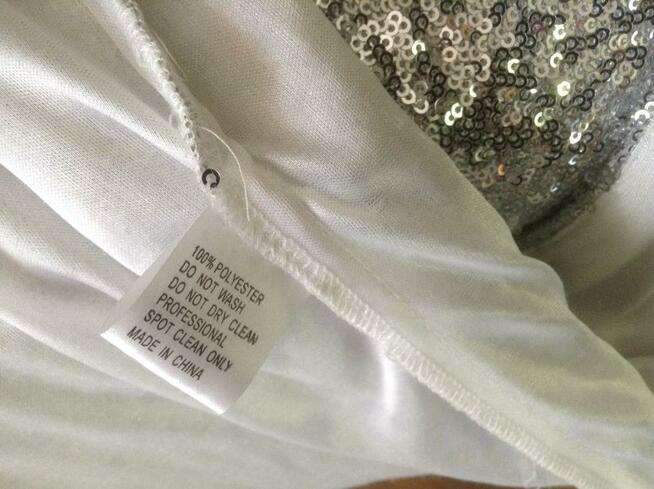 100% POLYESTER
DO NOT WASH
DO NOT DRY CLEAN
PROFESSIONAL
SPOT CLEAN ONLY
MADE IN CHINA